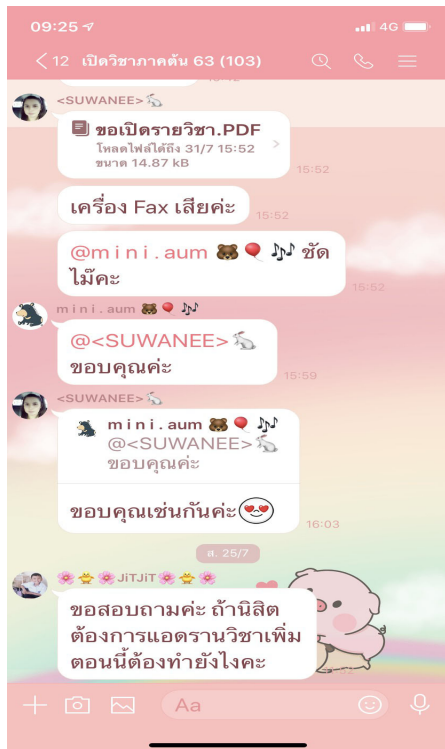 09:25
4G
12 เปิดวิชาภาคต้น 63 (103)
<SUWANEE>
ขอเปิดรายวิชา.PDF
โหลดไฟล์ได้ถึง 31/7 15:52
ขนาด 14.87 kB
15:52
เครื่อง Fax เสียค่ะ
15:52
@m i n i . aum 🐻🎈🎶 ชัด
ไม๊คะ
15:52
m i n i . aum 🐻🎈🎶
@<SUWANEE>🐇
ขอบคุณค่ะ
15:59
<SUWANEE>🐇
m i n i . aum 🐻🎈🎶
@<SUWANEE>🐇
ขอบคุณค่ะ
ขอบคุณเช่นกันค่ะ
16:03
ส. 25/7
🌸🐥🌸JiTJiT🌸🐥🌸
ขอสอบถามค่ะ ถ้านิสิต
ต้องการแอดรานวิชาเพิ่ม
ตอนนี้ต้องทำยังไงคะ
Aa